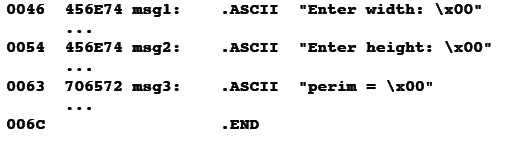 0046 456E74 msg1: .ASCII "Enter width: \x00"
...
0054 456E74 msg2: .ASCII "Enter height: \x00"
...
0063 706572 msg3: .ASCII "perim = \x00"
...
006C .END